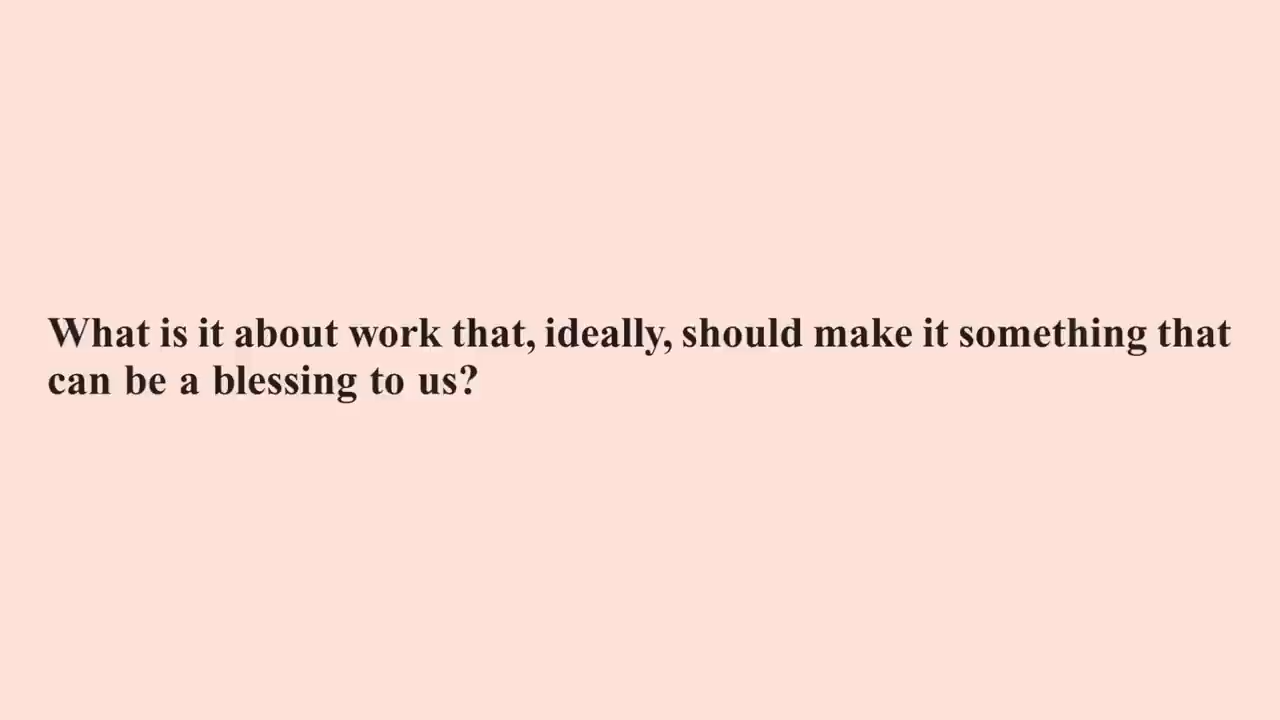 What is it about work that, ideally, should make it something that
can be a blessing to us?